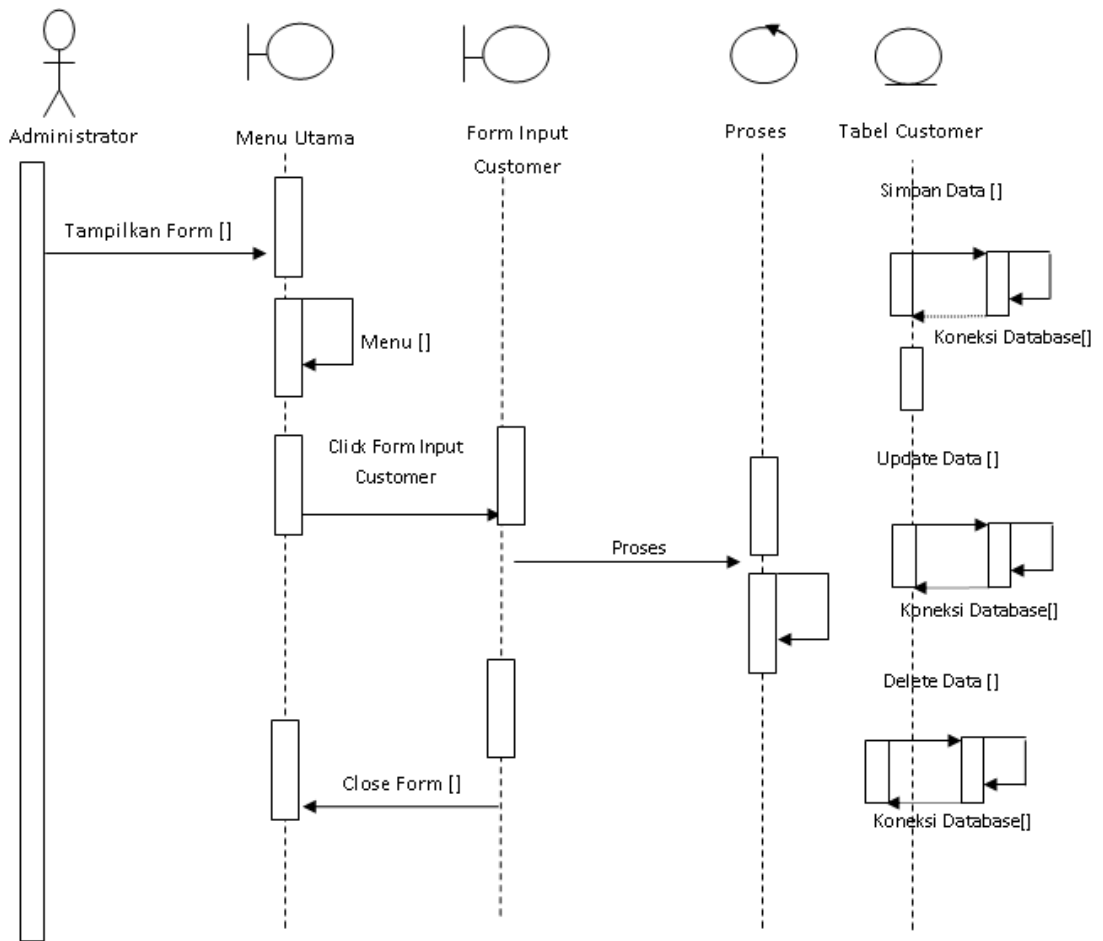 Administrator
Menu Utama
Form Input
Customer
Proses
Tabel Customer
Simpan Data []
Tampilkan Form []
Koneksi Database[]
Menu []
Click Form Input
Customer
Update Data []
Proses
Koneksi Database[]
Delete Data []
Close Form []
Koneksi Database[]